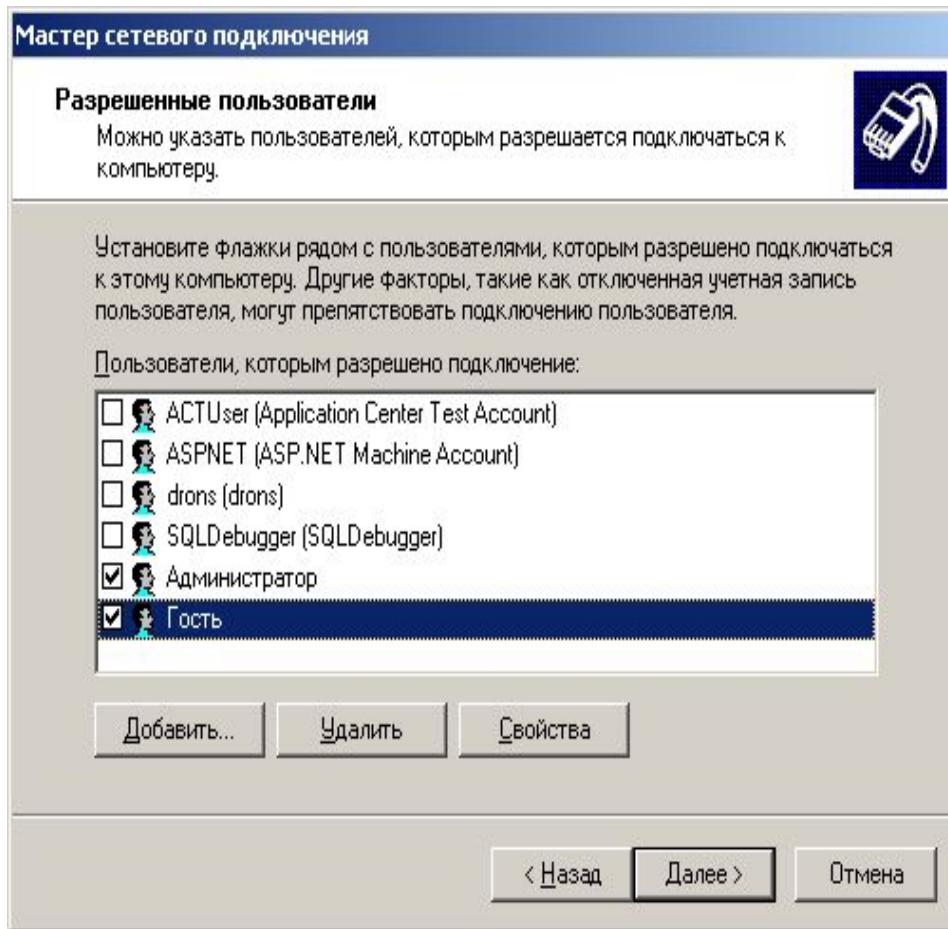 Мастер сетевого подключения
Разрешенные пользователи
Можно указать пользователей, которым разрешается подключаться к
компьютеру.
Установите флажки рядом с пользователями, которым разрешено подключаться
к этому компьютеру. Другие факторы, такие как отключенная учетная запись
пользователя, могут препятствовать подключению пользователя.
Пользователи, которым разрешено подключение:
ACTUser (Application Center Test Account)
ASPNET (ASP.NET Machine Account)
drons (drons)
SQLDebugger (SQLDebugger)
Администратор
Гость
Добавить... Удалить Свойства
< Назад Далее > Отмена